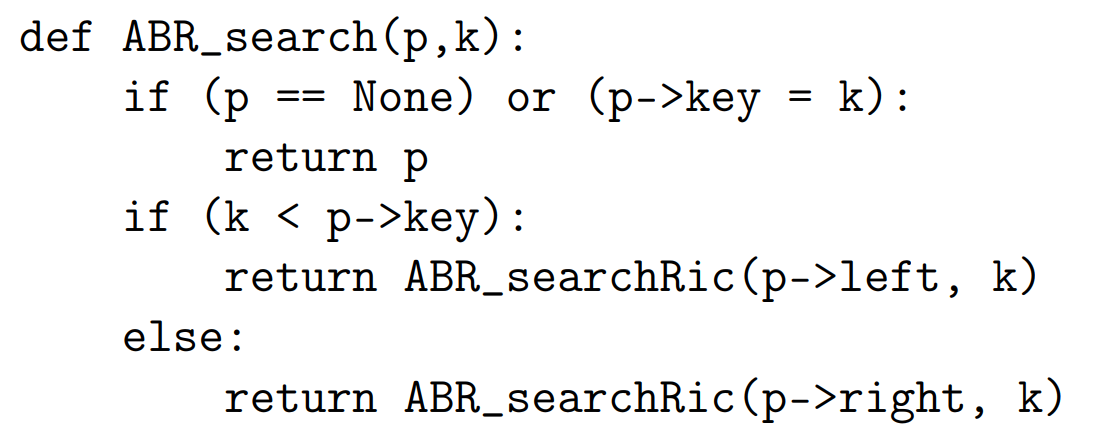 def ABR_search(p,k):
    if (p == None) or (p->key = k):
        return p
    if (k < p->key):
        return ABR_searchRic(p->left, k)
    else:
        return ABR_searchRic(p->right, k)